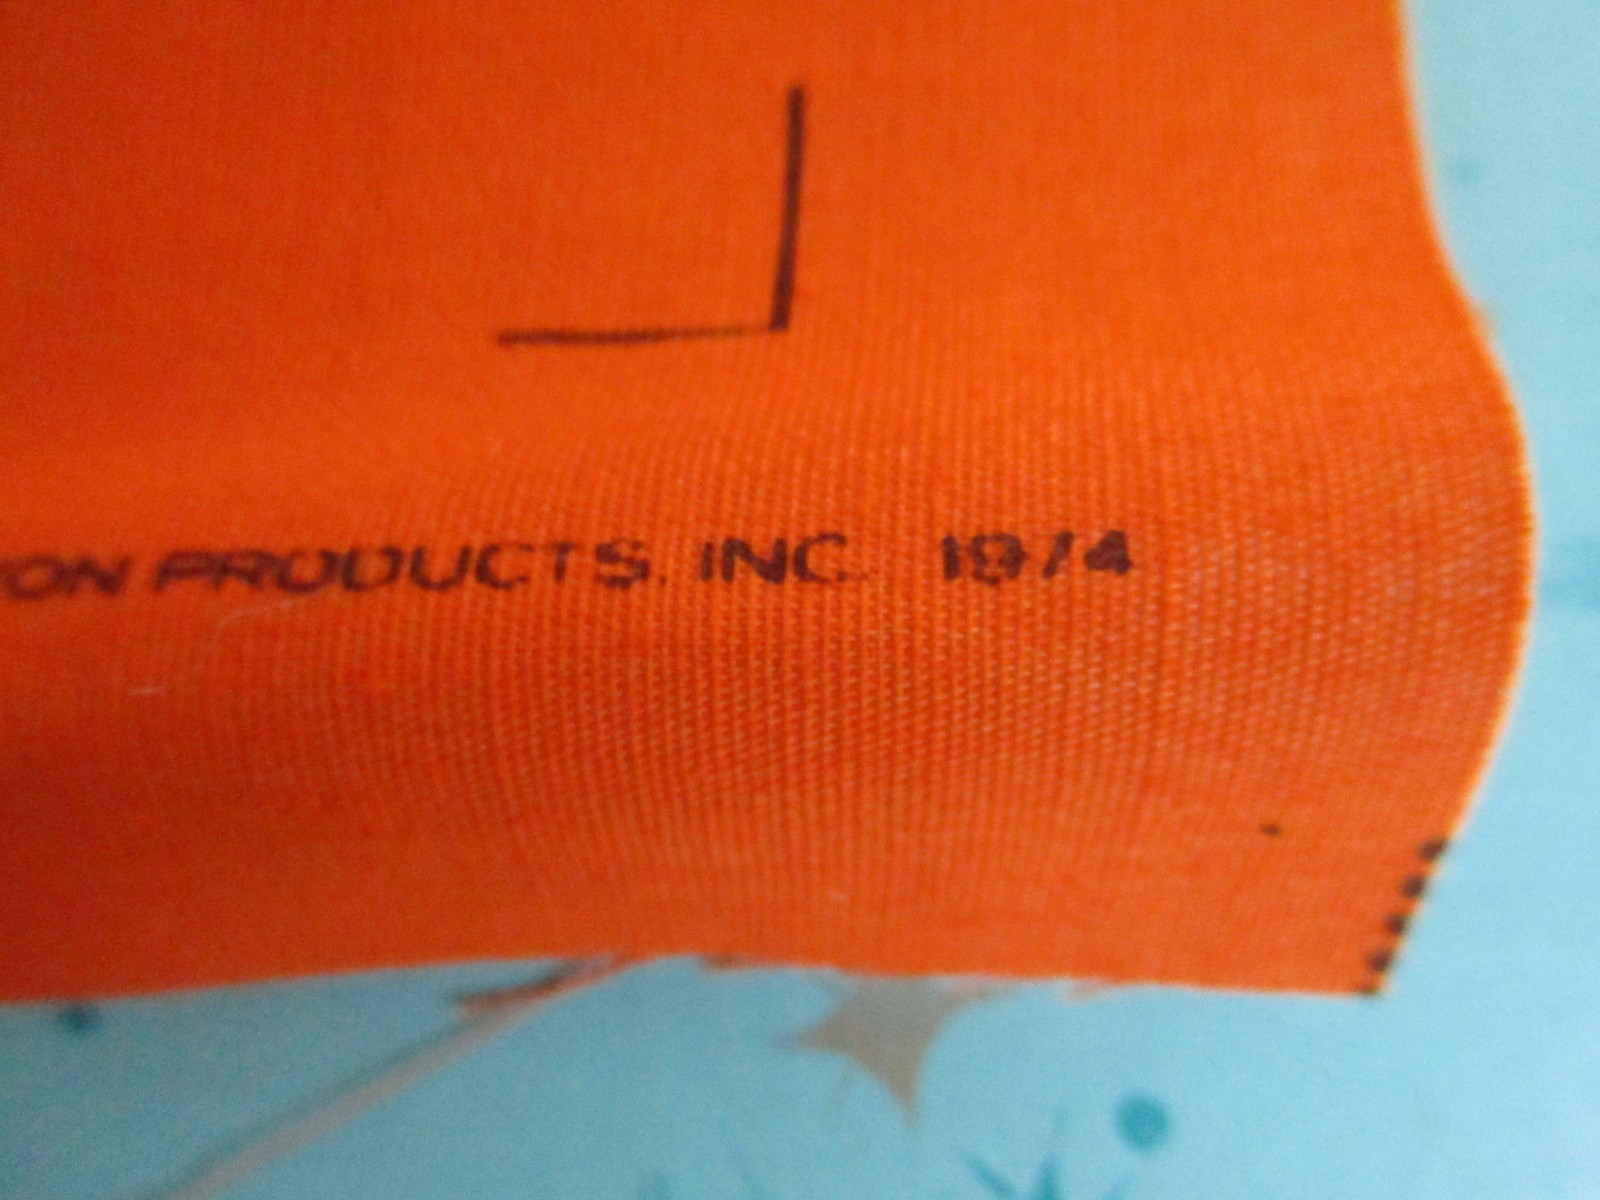 ON PRODUCTS, INC. 1974